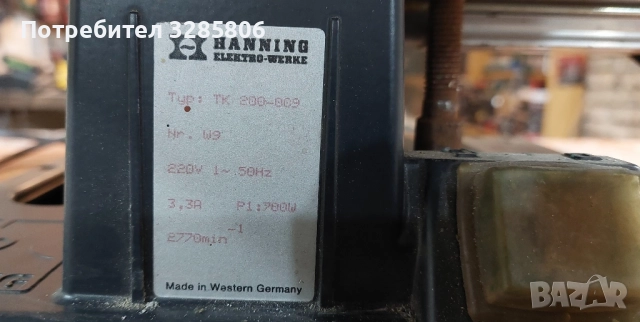 Потребител 3285806
HANNING
ELEKTRO-WERKE
Typ: TK 200-009
Nr. W9
220V 1~ 50Hz
3,3A P1:700W
2770min⁻¹
Made in Western Germany
BAZAR